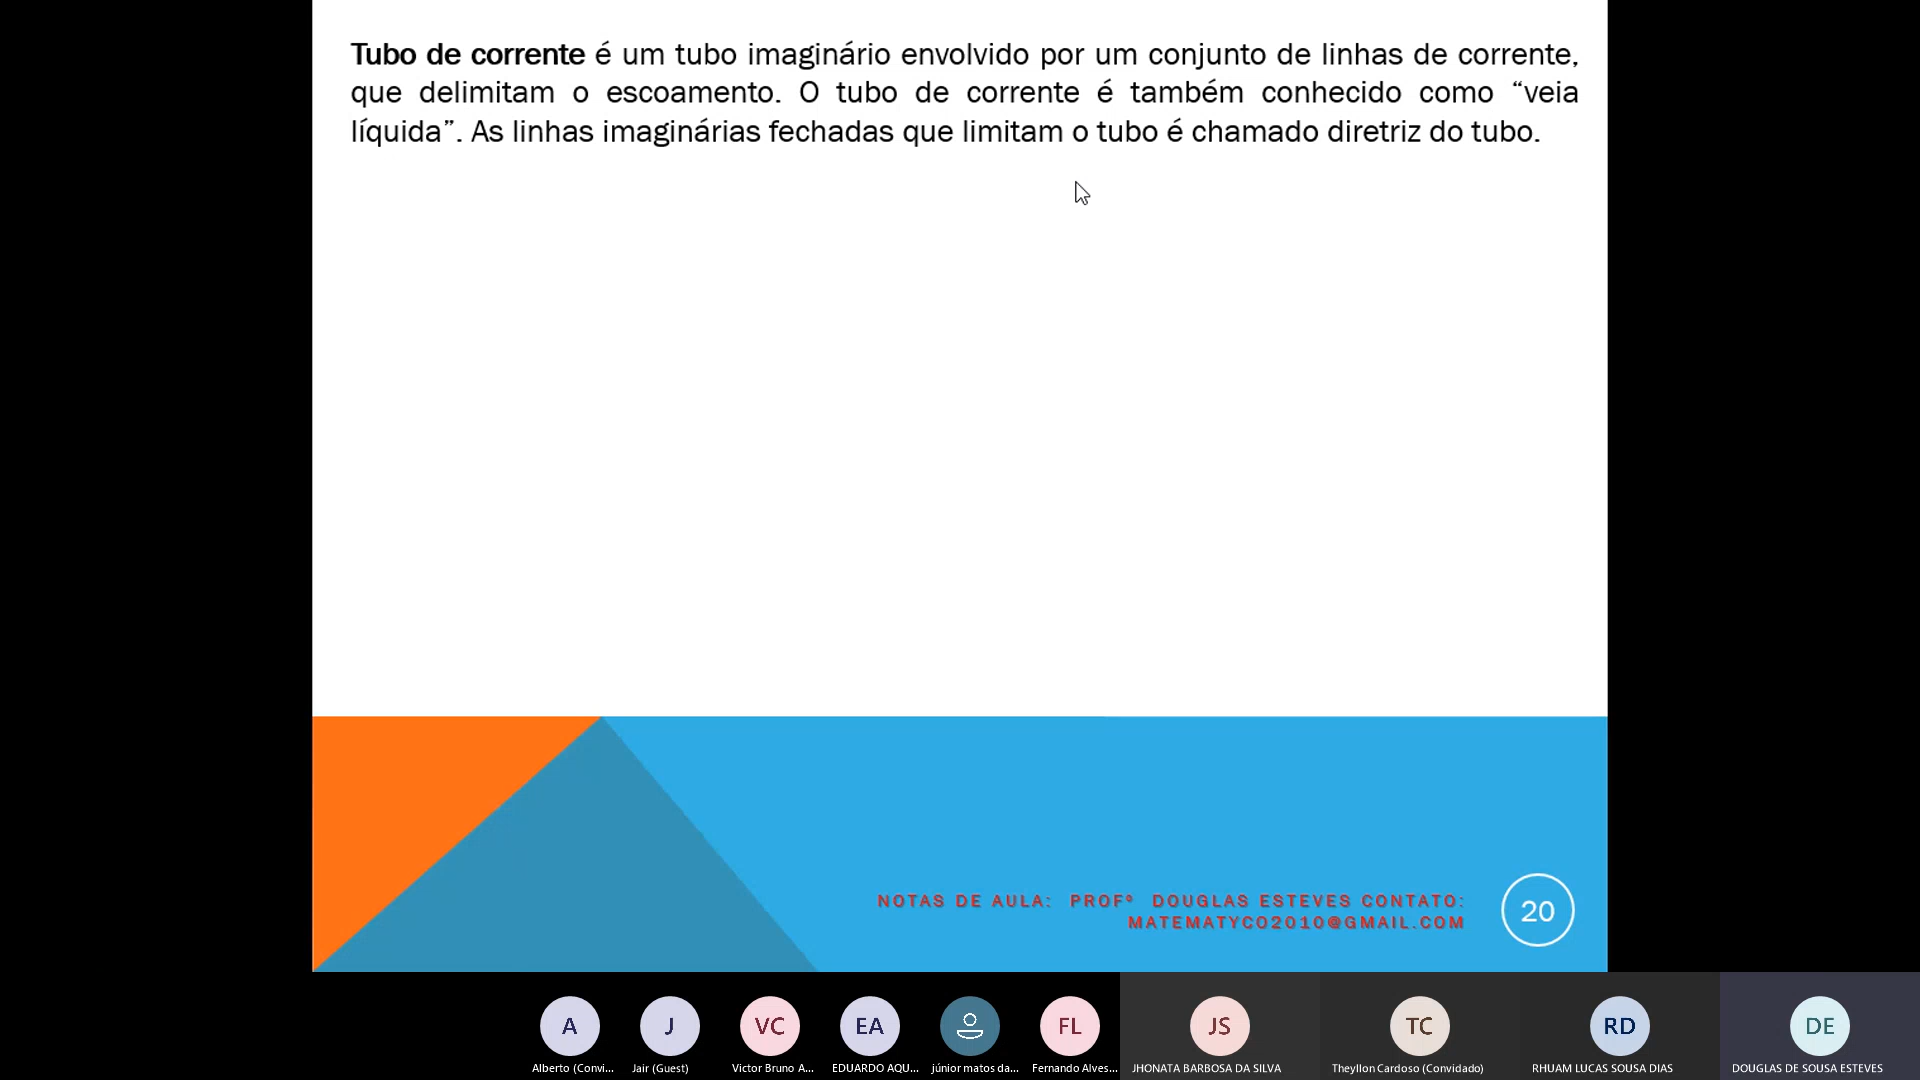 Tubo de corrente é um tubo imaginário envolvido por um conjunto de linhas de corrente,
que delimitam o escoamento. O tubo de corrente é também conhecido como “veia
líquida”. As linhas imaginárias fechadas que limitam o tubo é chamado diretriz do tubo.
NOTAS DE AULA: PROFº DOUGLAS ESTEVES CONTATO:
MATEMATYCO2010@GMAIL.COM
20
A
J
VC
EA
FL
JS
TC
RD
DE
Alberto (Convi...
Jair (Guest)
Victor Bruno A...
EDUARDO AQU...
júnior matos da...
Fernando Alves...
JHONATA BARBOSA DA SILVA
Theyllon Cardoso (Convidado)
RHUAM LUCAS SOUSA DIAS
DOUGLAS DE SOUSA ESTEVES